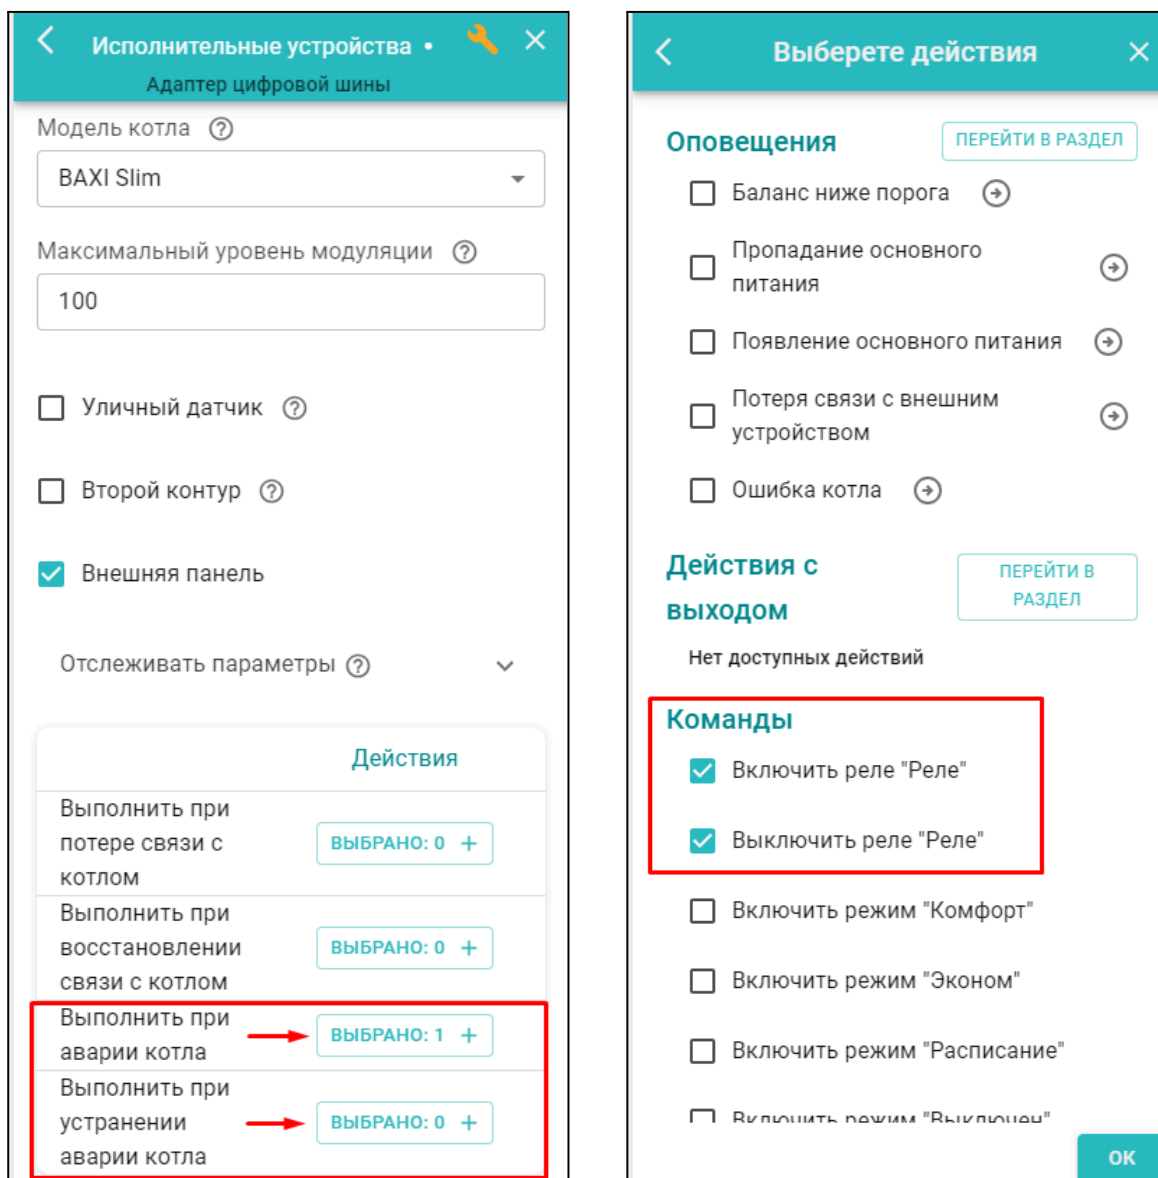 Исполнительные устройства •
Адаптер цифровой шины
Модель котла
BAXI Slim
Максимальный уровень модуляции
100
Уличный датчик
Второй контур
Внешняя панель
Отслеживать параметры
Действия
Выполнить при
потере связи с
котлом
ВЫБРАНО: 0 +
Выполнить при
восстановлении
связи с котлом
ВЫБРАНО: 0 +
Выполнить при
аварии котла
ВЫБРАНО: 1 +
Выполнить при
устранении
аварии котла
ВЫБРАНО: 0 +
Выберете действия
Оповещения
ПЕРЕЙТИ В РАЗДЕЛ
Баланс ниже порога
Пропадание основного
питания
Появление основного питания
Потеря связи с внешним
устройством
Ошибка котла
Действия с
выходом
ПЕРЕЙТИ В
РАЗДЕЛ
Нет доступных действий
Команды
Включить реле "Реле"
Выключить реле "Реле"
Включить режим "Комфорт"
Включить режим "Эконом"
Включить режим "Расписание"
Включить режим "Выключен"
ОК